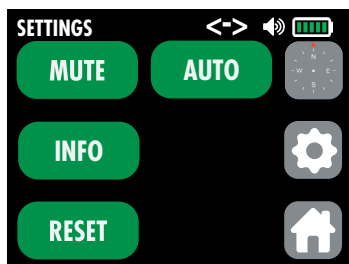 SETTINGS <->
MUTE AUTO
N
W E
S
INFO
RESET